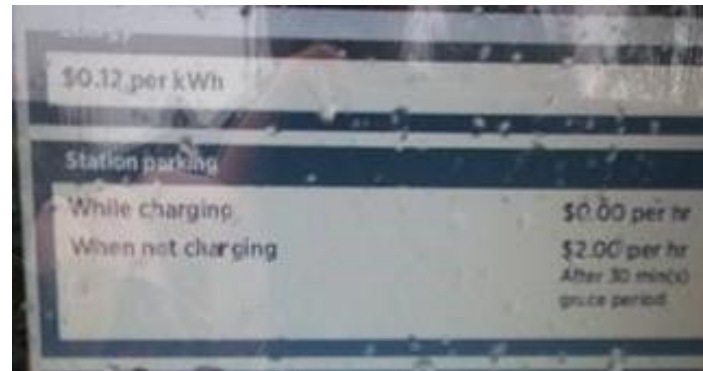 Energy
$0.12 per kWh
Station parking
While charging $0.00 per hr
When not charging $2.00 per hr
After 30 min(s)
grace period